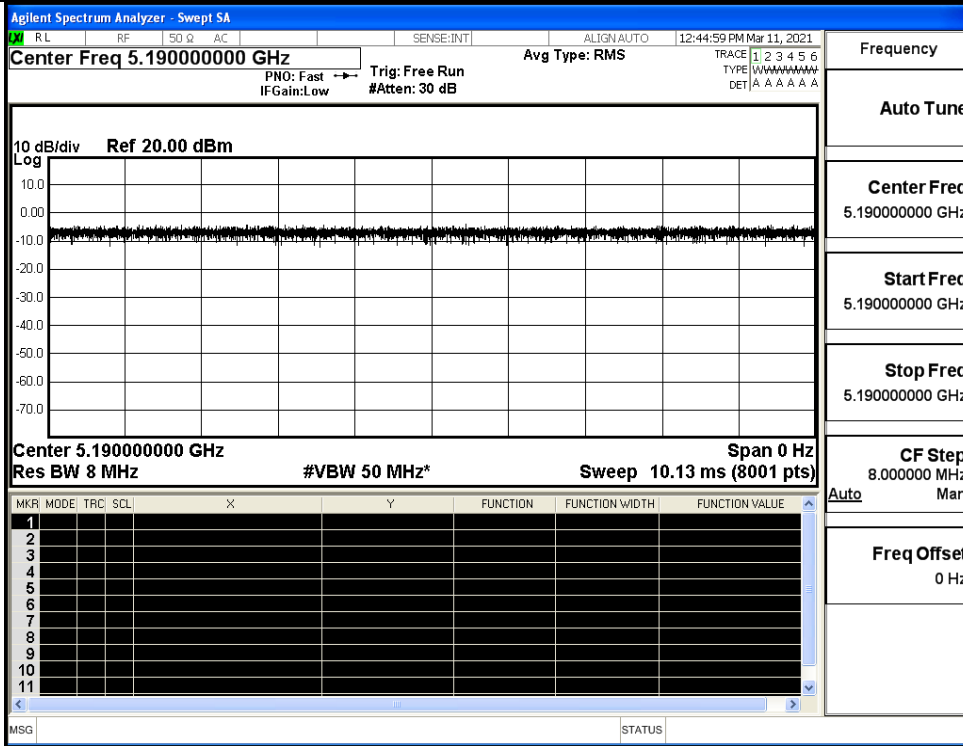 Agilent Spectrum Analyzer - Swept SA
LXI RL RF 50 Ω AC SENSE:INT ALIGN AUTO 12:44:59 PM Mar 11, 2021
Center Freq 5.190000000 GHz
PNO: Fast
IFGain:Low
Trig: Free Run
#Atten: 30 dB
Avg Type: RMS
TRACE 1 2 3 4 5 6
TYPE WWWWWW
DET A A A A A A
10 dB/div Ref 20.00 dBm
Log
10.0
0.00
-10.0
-20.0
-30.0
-40.0
-50.0
-60.0
-70.0
Center 5.190000000 GHz Span 0 Hz
Res BW 8 MHz #VBW 50 MHz* Sweep 10.13 ms (8001 pts)
MKR MODE TRC SCL X Y FUNCTION FUNCTION WIDTH FUNCTION VALUE
1
2
3
4
5
6
7
8
9
10
11
MSG STATUS
Frequency
Auto Tune
Center Freq
5.190000000 GHz
Start Freq
5.190000000 GHz
Stop Freq
5.190000000 GHz
CF Step
8.000000 MHz
Auto Man
Freq Offset
0 Hz